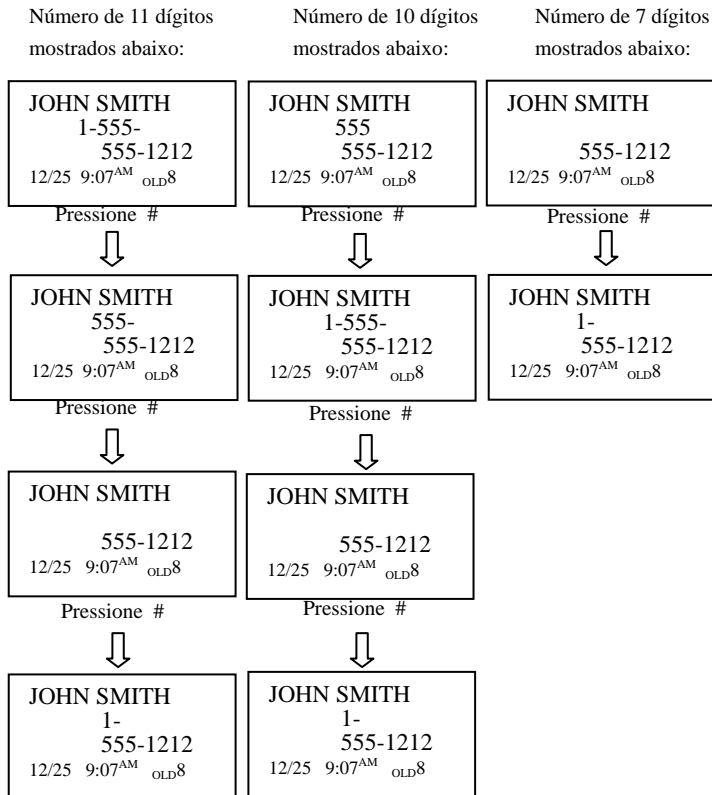 Número de 11 dígitos
mostrados abaixo:
JOHN SMITH
1-555-
555-1212
12/25 9:07AM OLD8
Pressione #
JOHN SMITH
555-
555-1212
12/25 9:07AM OLD8
Pressione #
JOHN SMITH
555-1212
12/25 9:07AM OLD8
Pressione #
JOHN SMITH
1-
555-1212
12/25 9:07AM OLD8
Número de 10 dígitos
mostrados abaixo:
JOHN SMITH
555
555-1212
12/25 9:07AM OLD8
Pressione #
JOHN SMITH
1-555-
555-1212
12/25 9:07AM OLD8
Pressione #
JOHN SMITH
555-1212
12/25 9:07AM OLD8
Pressione #
JOHN SMITH
1-
555-1212
12/25 9:07AM OLD8
Número de 7 dígitos
mostrados abaixo:
JOHN SMITH
555-1212
12/25 9:07AM OLD8
Pressione #
JOHN SMITH
1-
555-1212
12/25 9:07AM OLD8